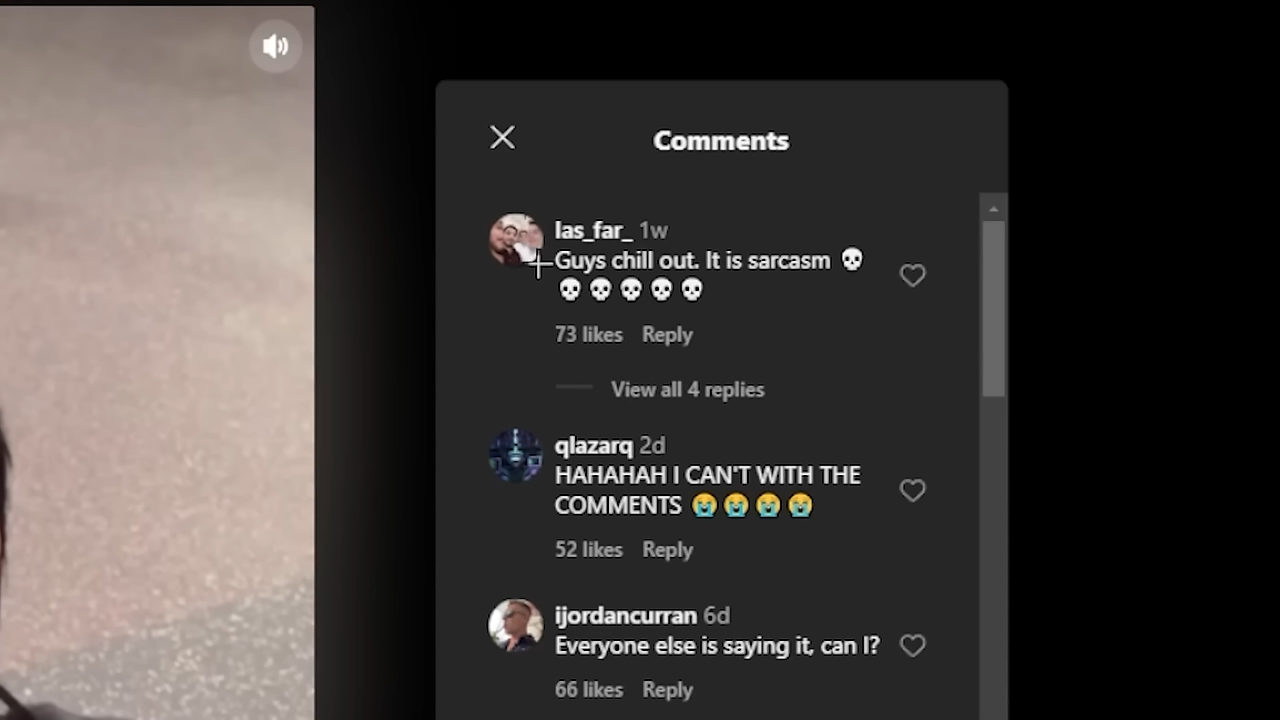 Comments
las_far_ 1w
Guys chill out. It is sarcasm 💀
💀 💀 💀 💀 💀
73 likes Reply
View all 4 replies
qlazarq 2d
HAHAHAH I CAN'T WITH THE
COMMENTS 😭 😭 😭 😭
52 likes Reply
ijordancurran 6d
Everyone else is saying it, can I?
66 likes Reply